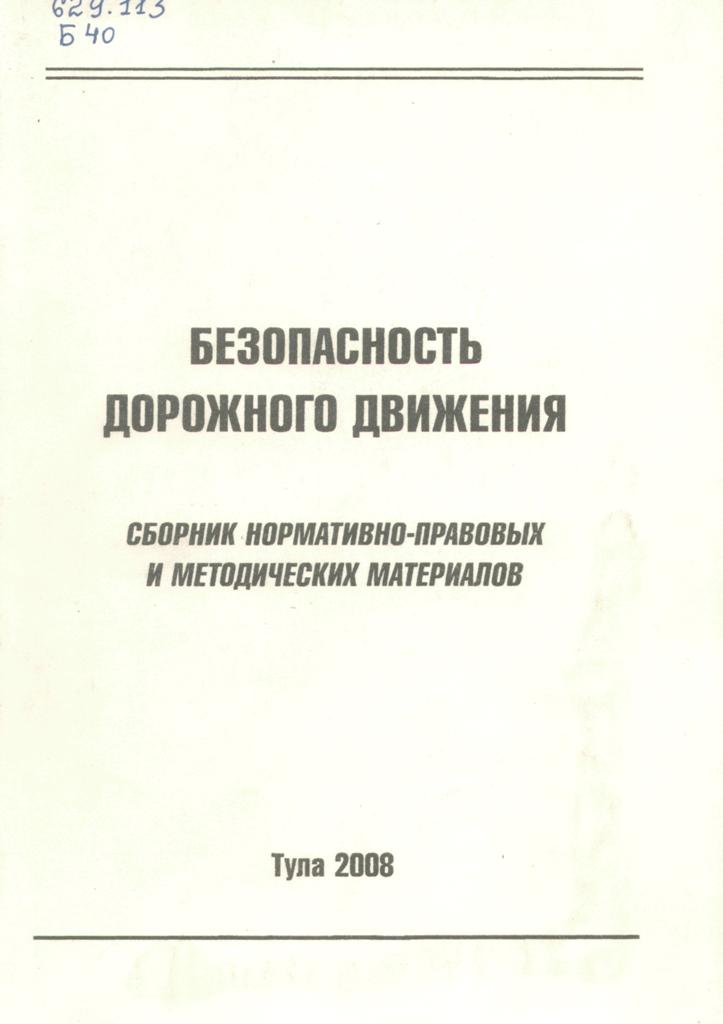 629.113
Б 40
БЕЗОПАСНОСТЬ
ДОРОЖНОГО ДВИЖЕНИЯ
СБОРНИК НОРМАТИВНО-ПРАВОВЫХ
И МЕТОДИЧЕСКИХ МАТЕРИАЛОВ
Тула 2008